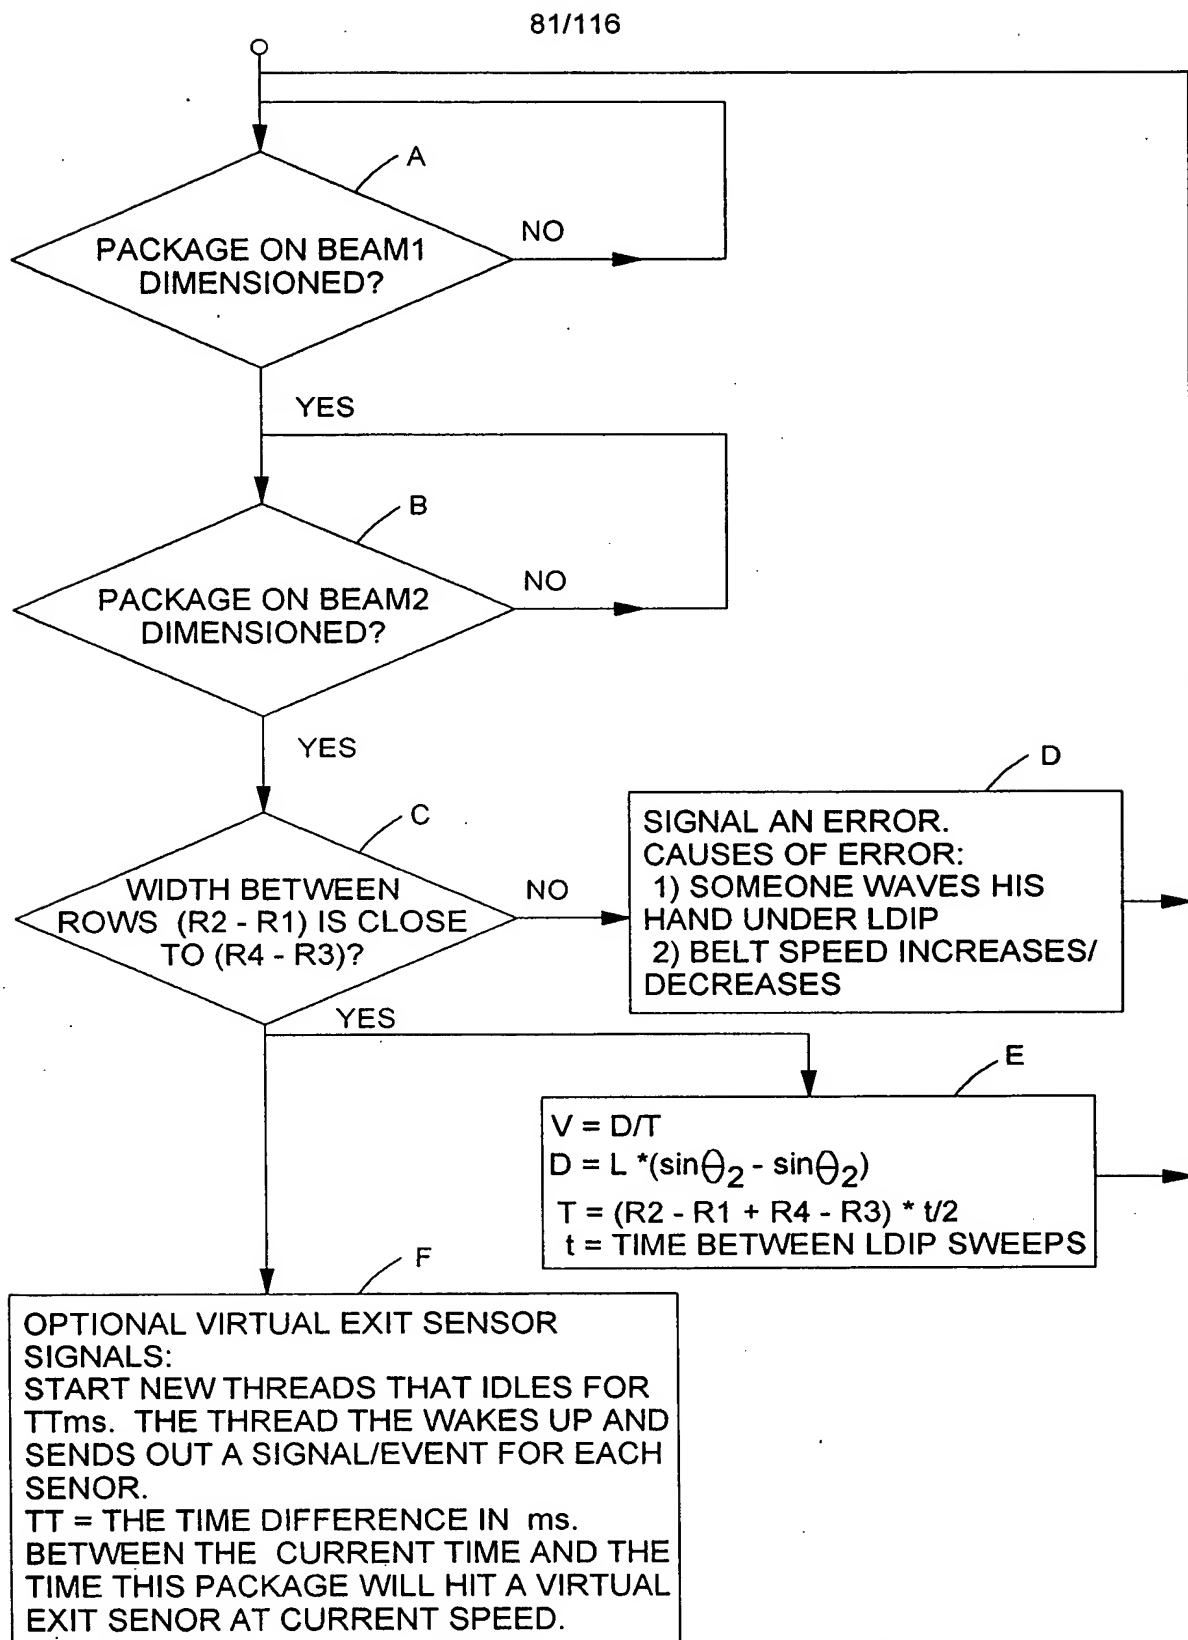 81/116
A
PACKAGE ON BEAM1
DIMENSIONED?
NO
YES
B
PACKAGE ON BEAM2
DIMENSIONED?
NO
YES
C
WIDTH BETWEEN
ROWS (R2 - R1) IS CLOSE
TO (R4 - R3)?
NO
YES
D
SIGNAL AN ERROR.
CAUSES OF ERROR:
1) SOMEONE WAVES HIS
HAND UNDER LDIP
2) BELT SPEED INCREASES/
DECREASES
E
V = D/T
D = L *(sinθ₂ - sinθ₂)
T = (R2 - R1 + R4 - R3) * t/2
t = TIME BETWEEN LDIP SWEEPS
F
OPTIONAL VIRTUAL EXIT SENSOR
SIGNALS:
START NEW THREADS THAT IDLES FOR
TTms. THE THREAD THE WAKES UP AND
SENDS OUT A SIGNAL/EVENT FOR EACH
SENOR.
TT = THE TIME DIFFERENCE IN ms.
BETWEEN THE CURRENT TIME AND THE
TIME THIS PACKAGE WILL HIT A VIRTUAL
EXIT SENOR AT CURRENT SPEED.